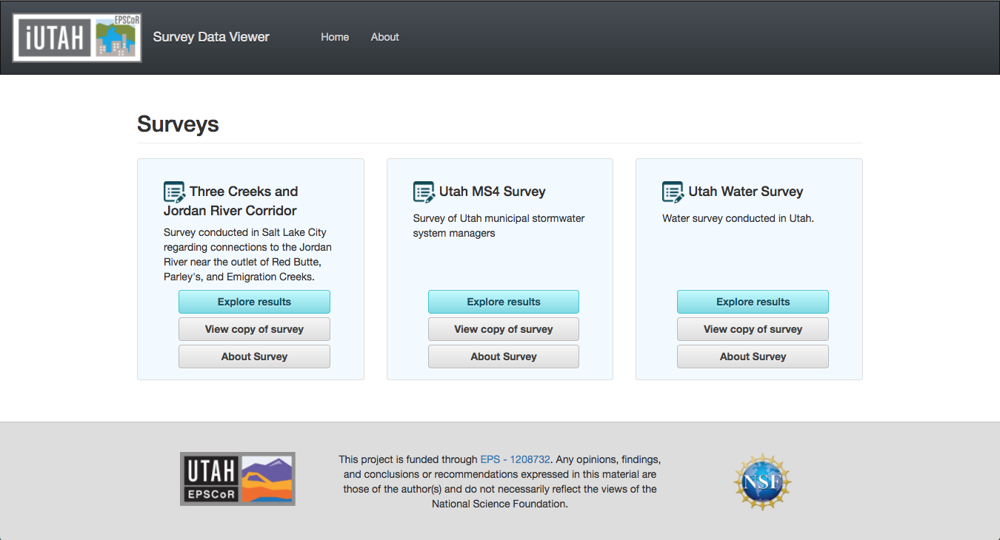 iUTAH
EPSCoR
Survey Data Viewer
Home
About
Surveys
Three Creeks and
Jordan River Corridor
Survey conducted in Salt Lake City
regarding connections to the Jordan
River near the outlet of Red Butte,
Parley's, and Emigration Creeks.
Explore results
View copy of survey
About Survey
Utah MS4 Survey
Survey of Utah municipal stormwater
system managers
Explore results
View copy of survey
About Survey
Utah Water Survey
Water survey conducted in Utah.
Explore results
View copy of survey
About Survey
UTAH
EPSCoR
This project is funded through EPS - 1208732. Any opinions, findings,
and conclusions or recommendations expressed in this material are
those of the author(s) and do not necessarily reflect the views of the
National Science Foundation.
NSF